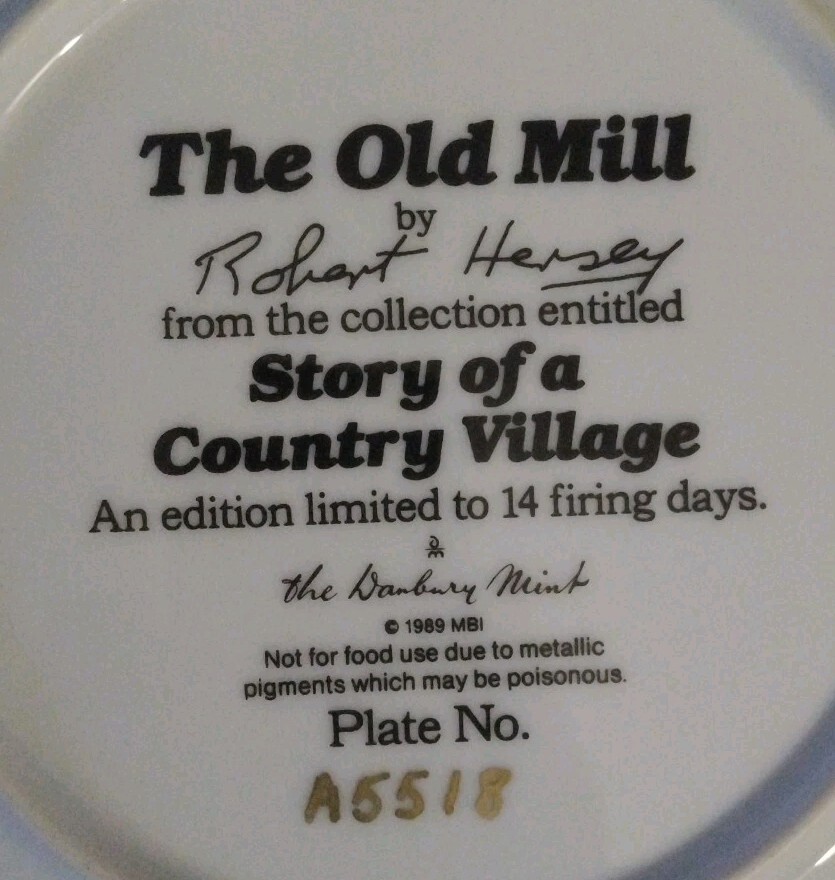 The Old Mill
by
Robert Hersey
from the collection entitled
Story of a
Country Village
An edition limited to 14 firing days.
the Danbury Mint
© 1989 MBI
Not for food use due to metallic
pigments which may be poisonous.
Plate No.
A5518